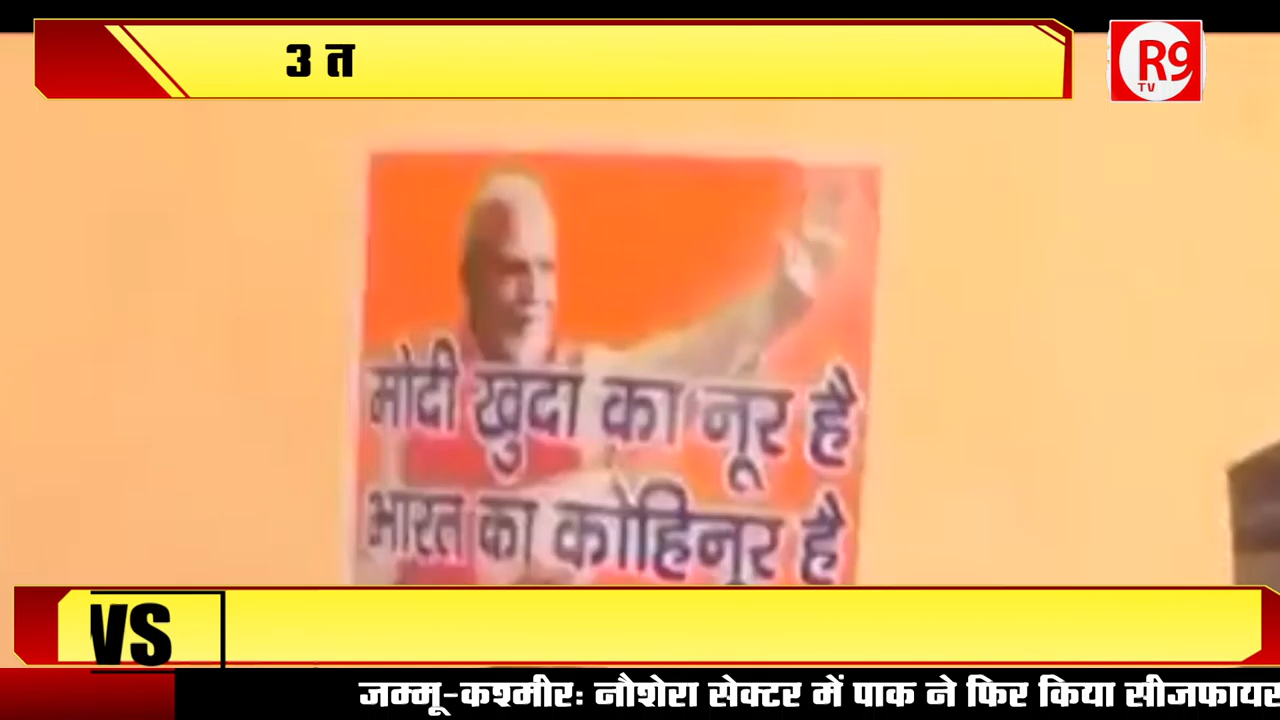 3 त
R9
TV
मोदी खुदा का नूर है
भारत का कोहिनूर है
VS
जम्मू-कश्मीर: नौशेरा सेक्टर में पाक ने फिर किया सीजफायर